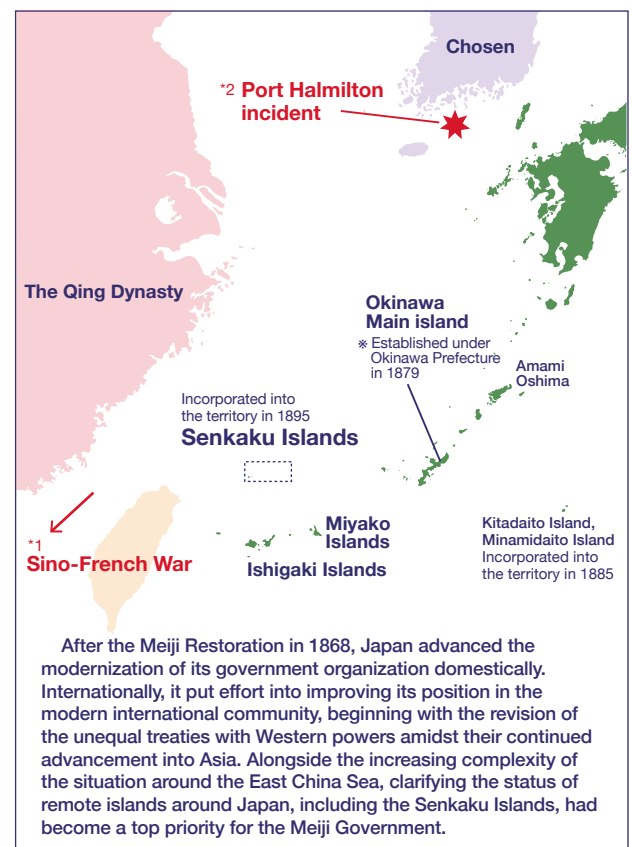 Chosen
*2 Port Halmilton
incident
The Qing Dynasty
Okinawa
Main island
※ Established under
Okinawa Prefecture
in 1879
Amami
Oshima
Incorporated into
the territory in 1895
Senkaku Islands
Miyako
Islands
Ishigaki Islands
Kitadaito Island,
Minamidaito Island
Incorporated into
the territory in 1885
*1
Sino-French War
After the Meiji Restoration in 1868, Japan advanced the
modernization of its government organization domestically.
Internationally, it put effort into improving its position in the
modern international community, beginning with the revision of
the unequal treaties with Western powers amidst their continued
advancement into Asia. Alongside the increasing complexity of
the situation around the East China Sea, clarifying the status of
remote islands around Japan, including the Senkaku Islands, had
become a top priority for the Meiji Government.